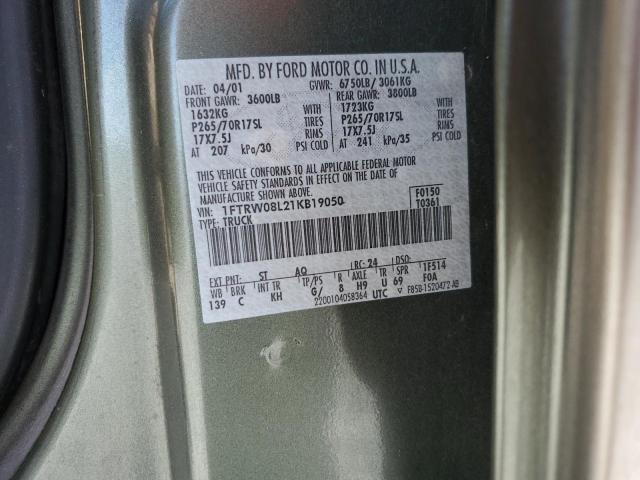 MFD. BY FORD MOTOR CO. IN U.S.A.
DATE: 04/01 GVWR: 6750LB/ 3061KG
FRONT GAWR: 3600LB REAR GAWR: 3800LB
1632KG WITH 1723KG WITH
P265/70R17SL TIRES P265/70R17SL TIRES
17X7.5J RIMS 17X7.5J RIMS
AT 207 kPa/30 PSI COLD AT 241 kPa/35 PSI COLD
THIS VEHICLE CONFORMS TO ALL APPLICABLE FEDERAL MOTOR
VEHICLE SAFETY STANDARDS IN EFFECT ON THE DATE OF
MANUFACTURE SHOWN ABOVE.
VIN: 1FTRW08L21KB19050 F0150
TYPE: TRUCK T0361
EXT PNT: ST AQ RC: 24 DSO:
WB BRK INT TR TP/PS R AXLE TR SPR 1F514
139 C KH G/ 8 H9 U 69 F0A
2200104058364 UTC F85B-1520472-AB